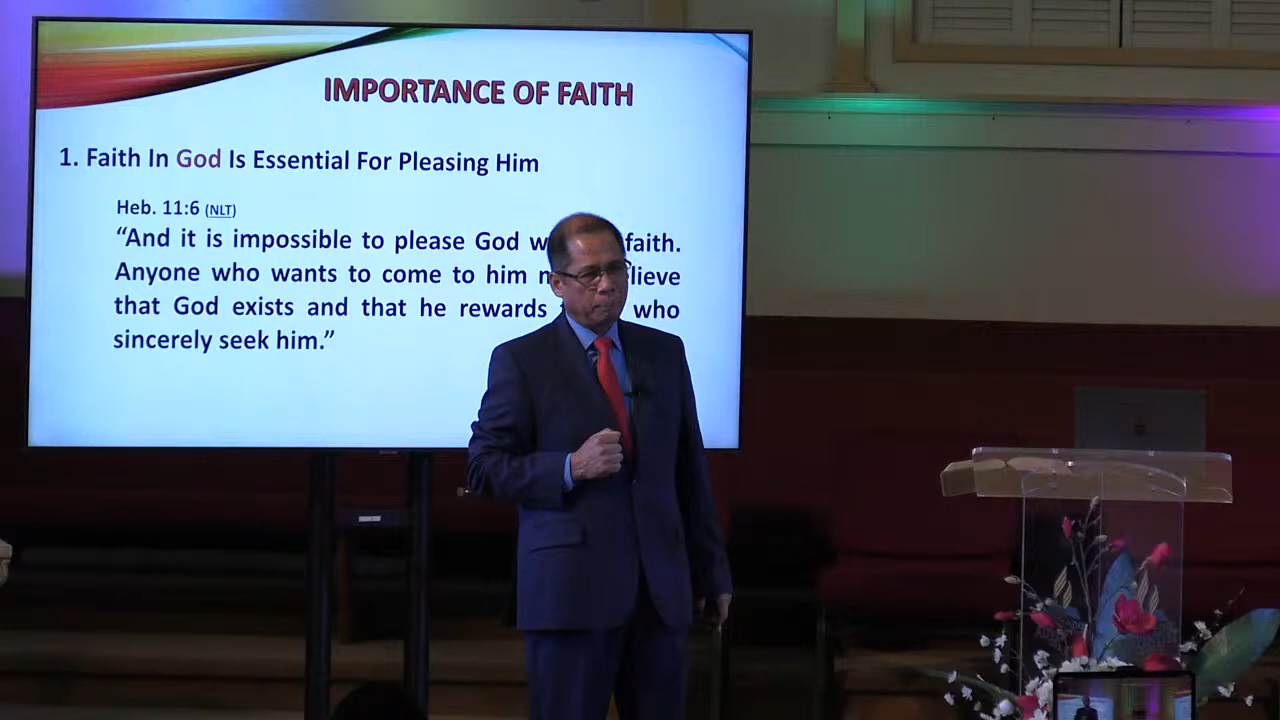 IMPORTANCE OF FAITH
1. Faith In God Is Essential For Pleasing Him
Heb. 11:6 (NLT)
“And it is impossible to please God faith.
Anyone who wants to come to him
that God exists and that he rewards who
sincerely seek him.”